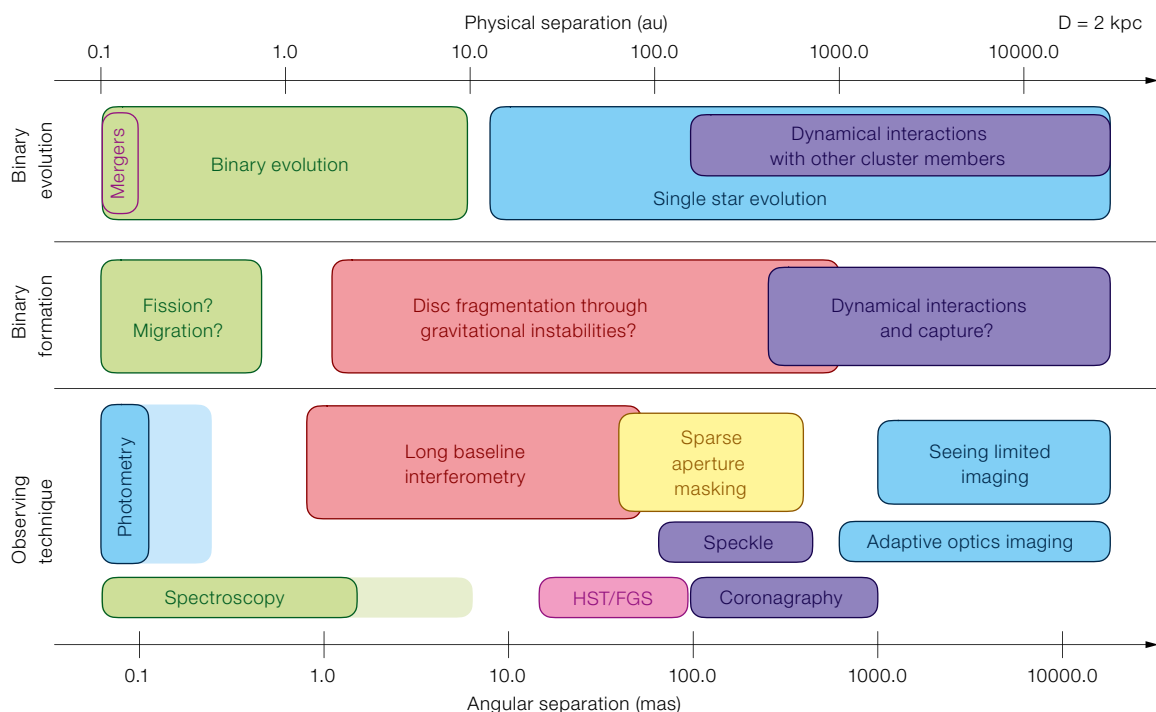 Physical separation (au)
D = 2 kpc
0.1
1.0
10.0
100.0
1000.0
10000.0
Binary
evolution
Mergers
Binary evolution
Dynamical interactions
with other cluster members
Single star evolution
Binary
formation
Fission?
Migration?
Disc fragmentation through
gravitational instabilities?
Dynamical interactions
and capture?
Observing
technique
Photometry
Long baseline
interferometry
Sparse
aperture
masking
Seeing limited
imaging
Speckle
Adaptive optics imaging
Spectroscopy
HST/FGS
Coronagraphy
0.1
1.0
10.0
100.0
1000.0
10000.0
Angular separation (mas)